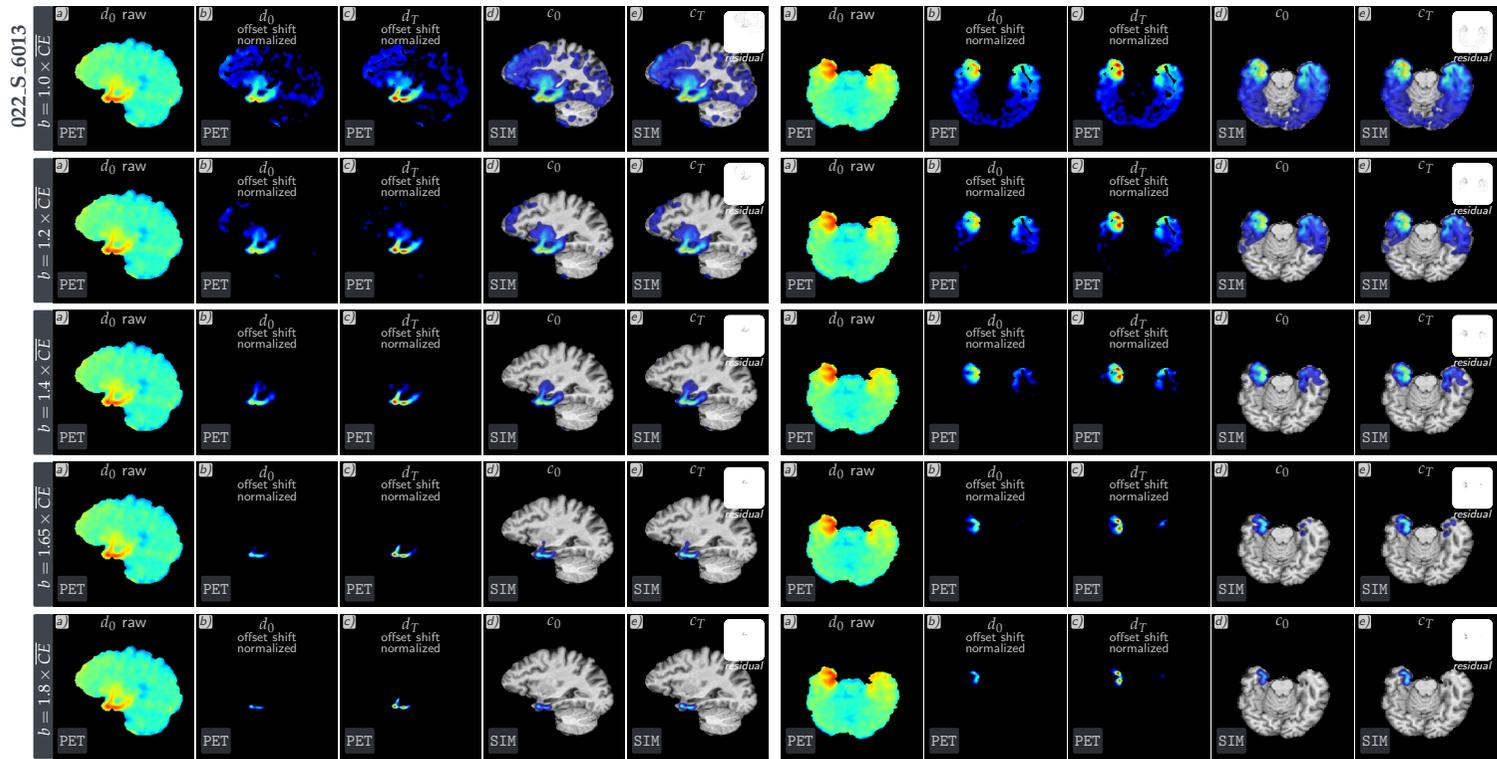 022_S_6013
b = 1.0 × CE
a) d0 raw PET
b) d0 offset shift normalized PET
c) dT offset shift normalized PET
d) c0 SIM
e) cT residual SIM
a) d0 raw PET
b) d0 offset shift normalized PET
c) dT offset shift normalized PET
d) c0 SIM
e) cT residual SIM
b = 1.2 × CE
a) d0 raw PET
b) d0 offset shift normalized PET
c) dT offset shift normalized PET
d) c0 SIM
e) cT residual SIM
a) d0 raw PET
b) d0 offset shift normalized PET
c) dT offset shift normalized PET
d) c0 SIM
e) cT residual SIM
b = 1.4 × CE
a) d0 raw PET
b) d0 offset shift normalized PET
c) dT offset shift normalized PET
d) c0 SIM
e) cT residual SIM
a) d0 raw PET
b) d0 offset shift normalized PET
c) dT offset shift normalized PET
d) c0 SIM
e) cT residual SIM
b = 1.65 × CE
a) d0 raw PET
b) d0 offset shift normalized PET
c) dT offset shift normalized PET
d) c0 SIM
e) cT residual SIM
a) d0 raw PET
b) d0 offset shift normalized PET
c) dT offset shift normalized PET
d) c0 SIM
e) cT residual SIM
b = 1.8 × CE
a) d0 raw PET
b) d0 offset shift normalized PET
c) dT offset shift normalized PET
d) c0 SIM
e) cT residual SIM
a) d0 raw PET
b) d0 offset shift normalized PET
c) dT offset shift normalized PET
d) c0 SIM
e) cT residual SIM